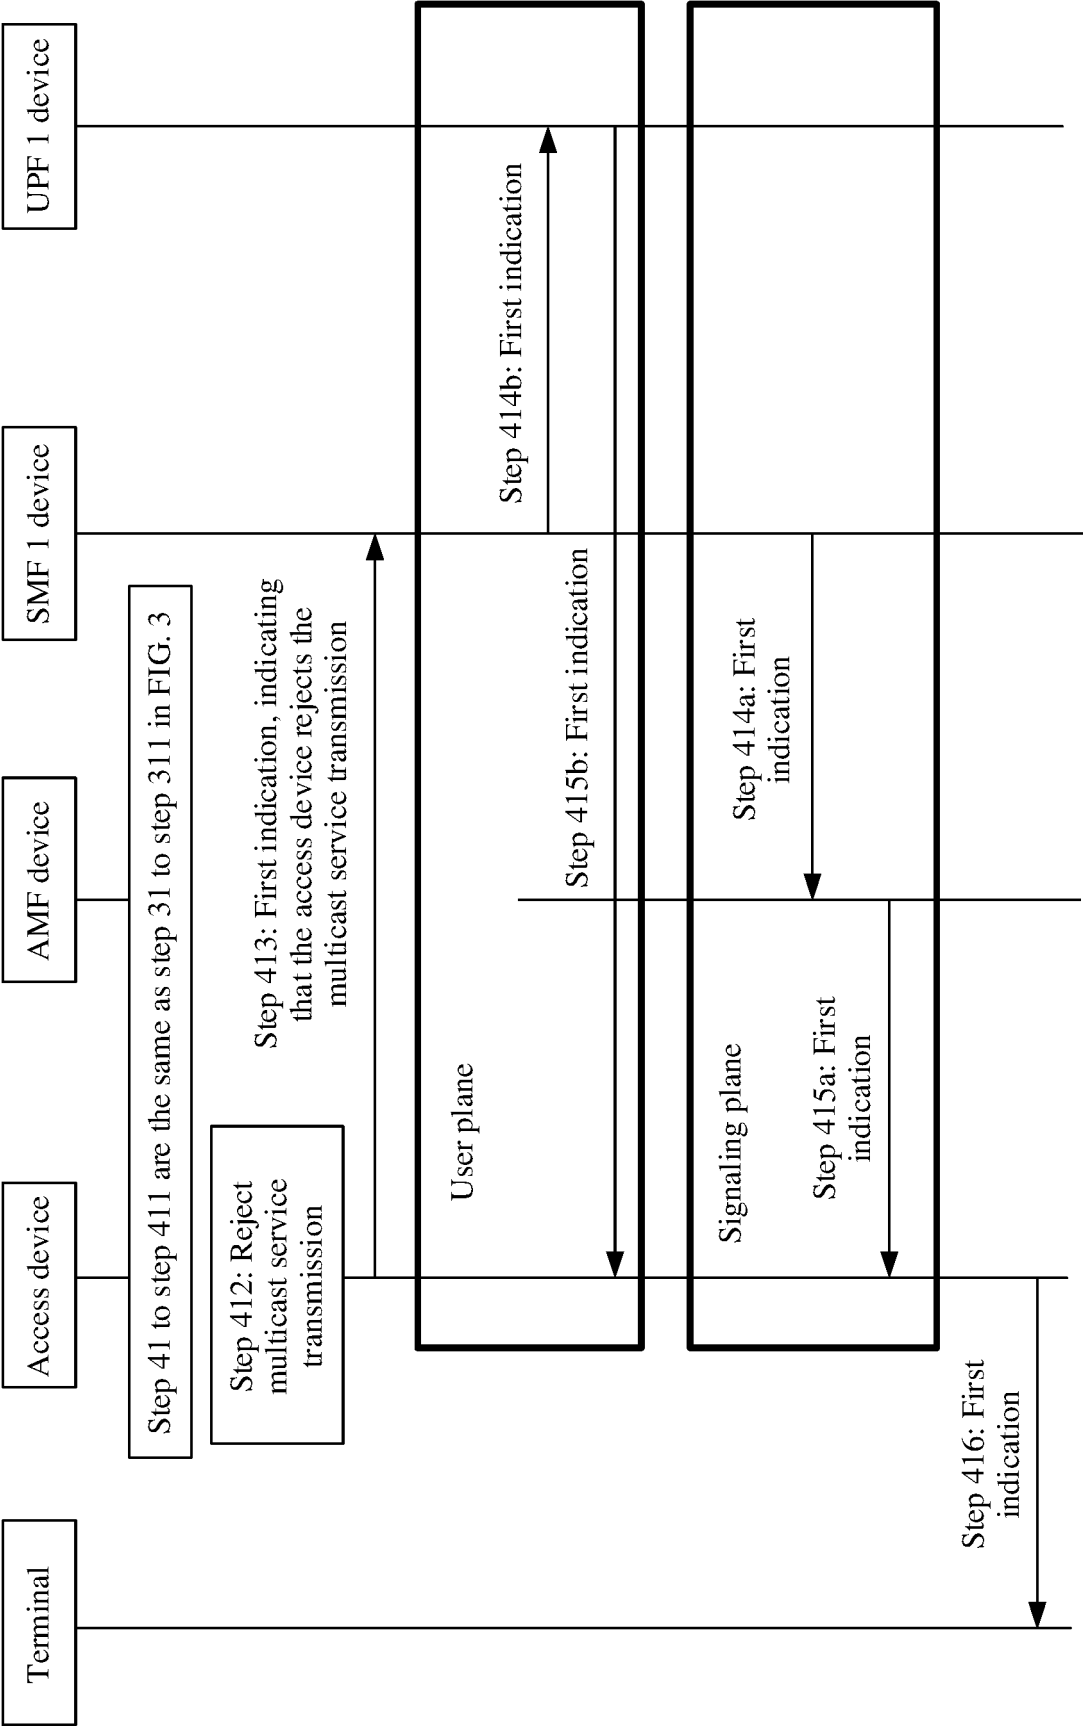 Terminal
Access device
AMF device
SMF 1 device
UPF 1 device
Step 41 to step 411 are the same as step 31 to step 311 in FIG. 3
Step 412: Reject
multicast service
transmission
Step 413: First indication, indicating
that the access device rejects the
multicast service transmission
User plane
Step 414b: First indication
Step 415b: First indication
Signaling plane
Step 414a: First
indication
Step 415a: First
indication
Step 416: First
indication